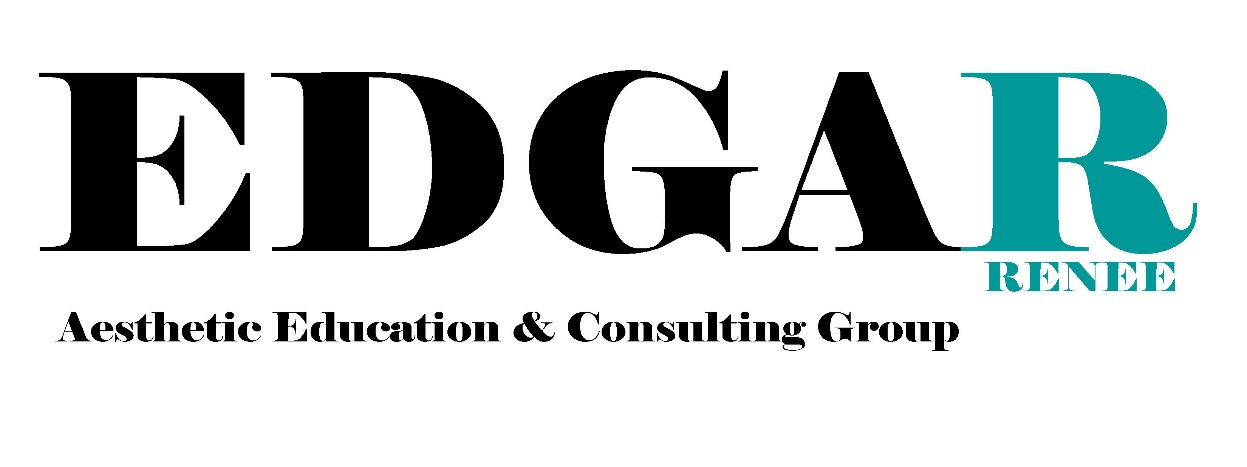 EDGAR
RENEE
Aesthetic Education & Consulting Group